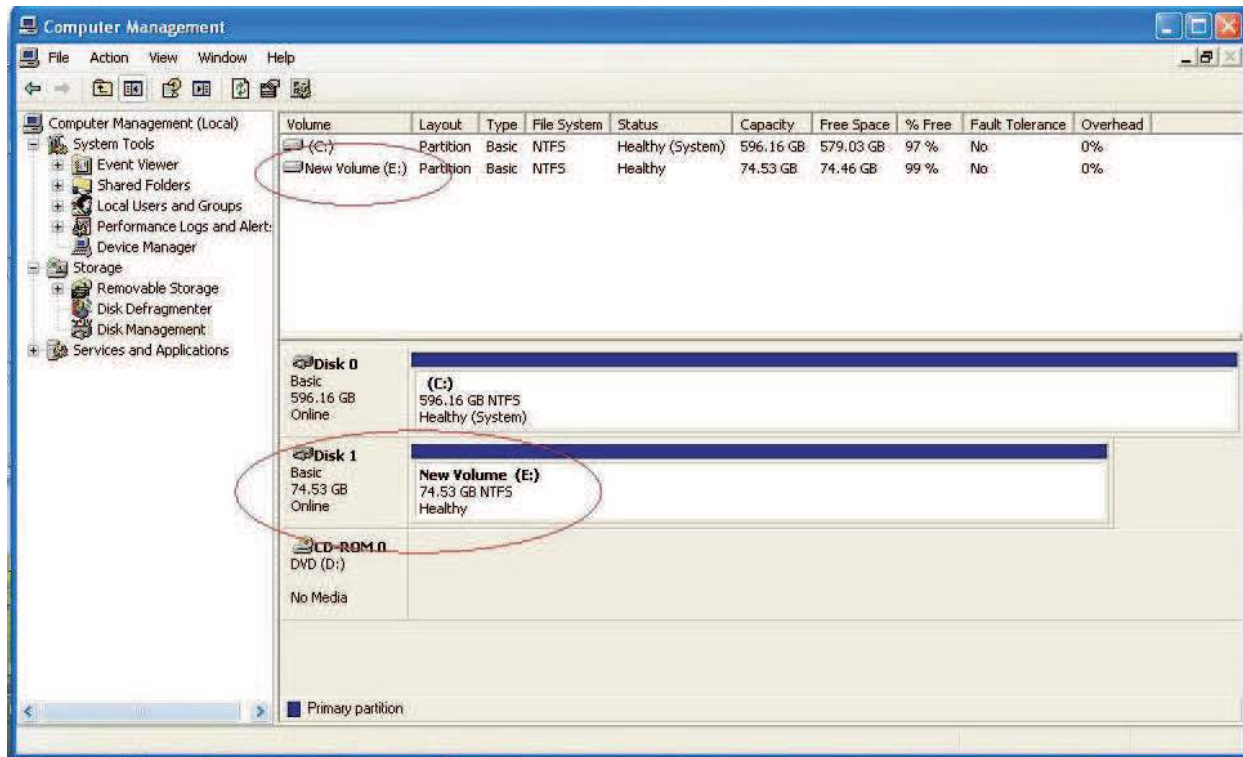 Computer Management
File Action View Window Help
Computer Management (Local)
System Tools
Event Viewer
Shared Folders
Local Users and Groups
Performance Logs and Alert
Device Manager
Storage
Removable Storage
Disk Defragmenter
Disk Management
Services and Applications
Volume Layout Type File System Status Capacity Free Space % Free Fault Tolerance Overhead
(C:) Partition Basic NTFS Healthy (System) 596.16 GB 579.03 GB 97 % No 0%
New Volume (E:) Partition Basic NTFS Healthy 74.53 GB 74.46 GB 99 % No 0%
Disk 0
Basic
596.16 GB
Online
(C:)
596.16 GB NTFS
Healthy (System)
Disk 1
Basic
74.53 GB
Online
New Volume (E:)
74.53 GB NTFS
Healthy
CD-ROM 0
DVD (D:)
No Media
Primary partition